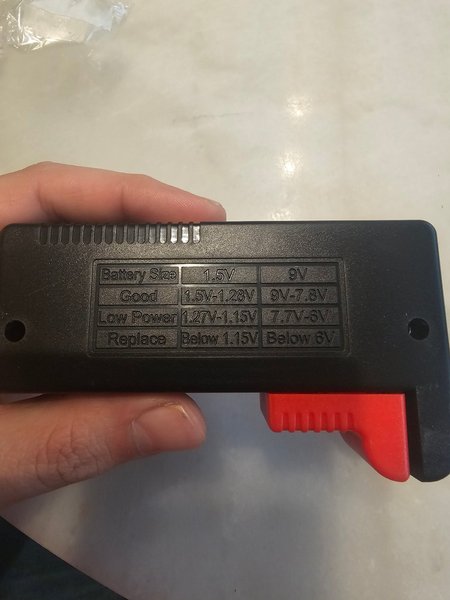 Battery Size 1.5V 9V
Good 1.5V-1.28V 9V-7.8V
Low Power 1.27V-1.15V 7.7V-6V
Replace Below 1.15V Below 6V